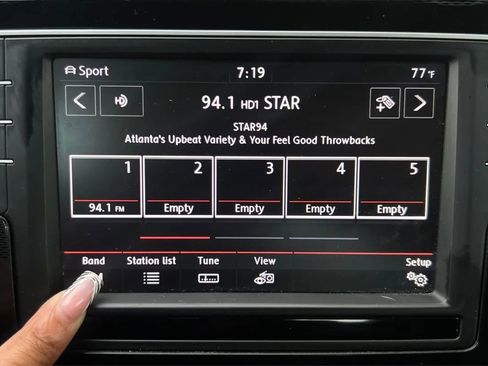 Sport 7:19 77 °F
94.1 HD1 STAR
STAR94
Atlanta's Upbeat Variety & Your Feel Good Throwbacks
1 2 3 4 5
94.1 FM Empty Empty Empty Empty
Band Station list Tune View Setup